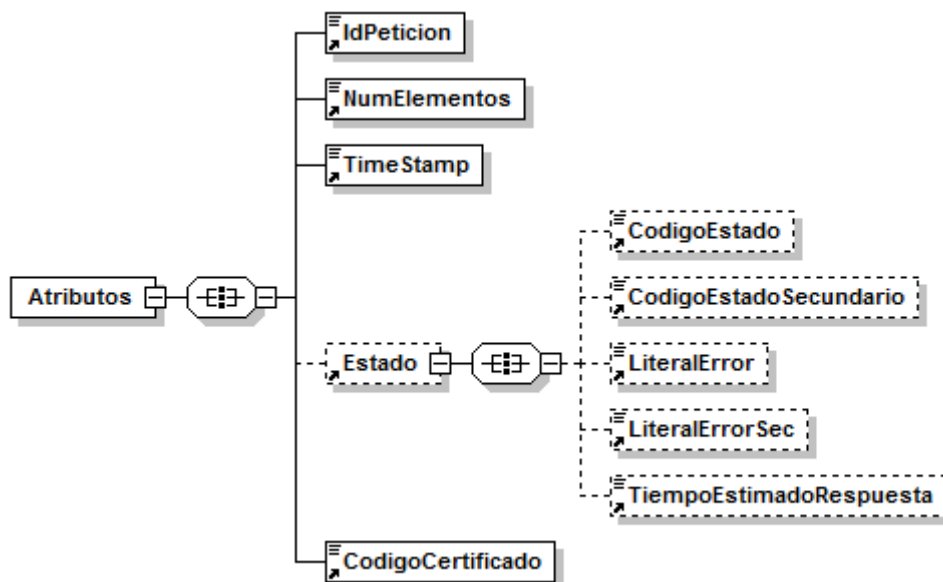 IdPeticion
NumElementos
TimeStamp
CodigoEstado
CodigoEstadoSecundario
Atributos
Estado
LiteralError
LiteralErrorSec
TiempoEstimadoRespuesta
CodigoCertificado